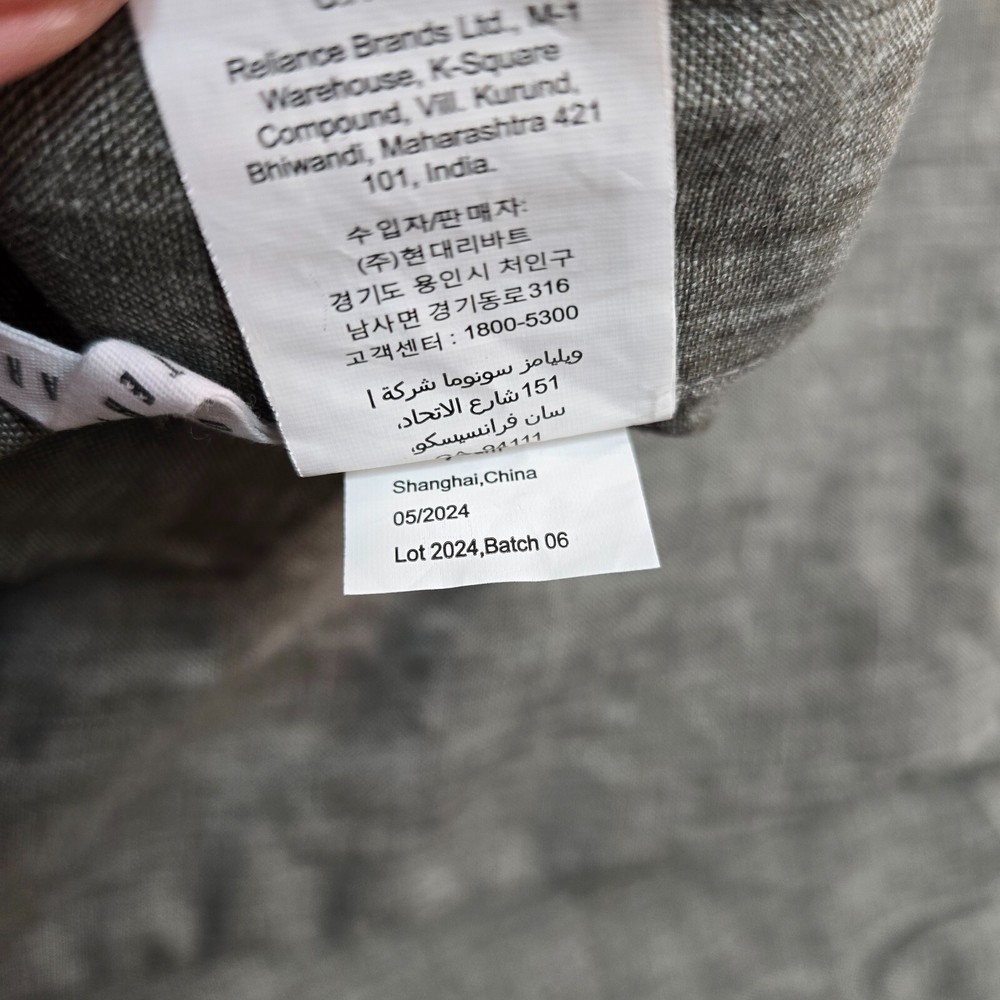 Reliance Brands Ltd., M-1
Warehouse, K-Square
Compound, Vill. Kurund,
Bhiwandi, Maharashtra 421
101, India.
수입자/판매자:
(주)현대리바트
경기도 용인시 처인구
남사면 경기동로316
고객센터 : 1800-5300
ويليامز سونوما شركة |
151 شارع الاتحاد،
سان فرانسيسكو،
Shanghai,China
05/2024
Lot 2024,Batch 06